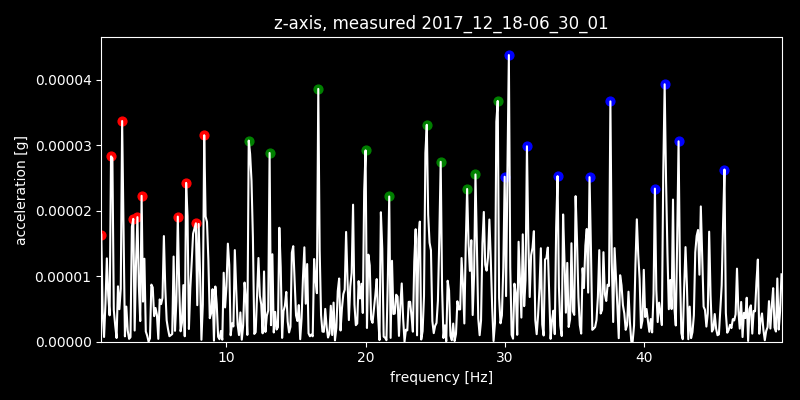 z-axis, measured 2017_12_18-06_30_01
0.00004
0.00003
0.00002
0.00001
0.00000
acceleration [g]
10 20 30 40
frequency [Hz]